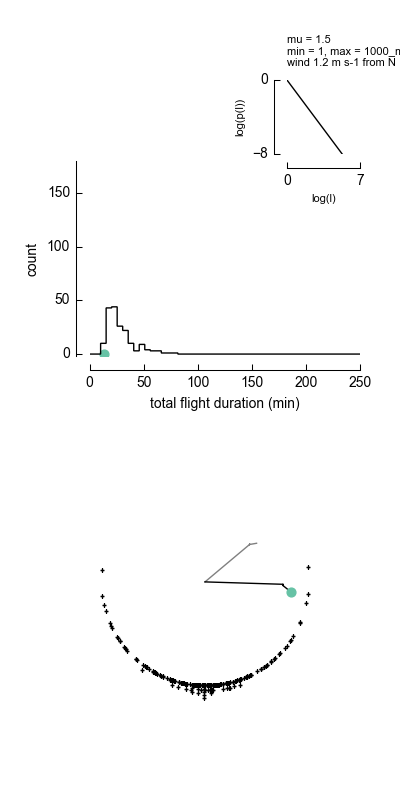 mu = 1.5
min = 1, max = 1000_m
wind 1.2 m s-1 from N
0
log(p(l))
−8
0 7
log(l)
150
100
50
0
count
0 50 100 150 200 250
total flight duration (min)